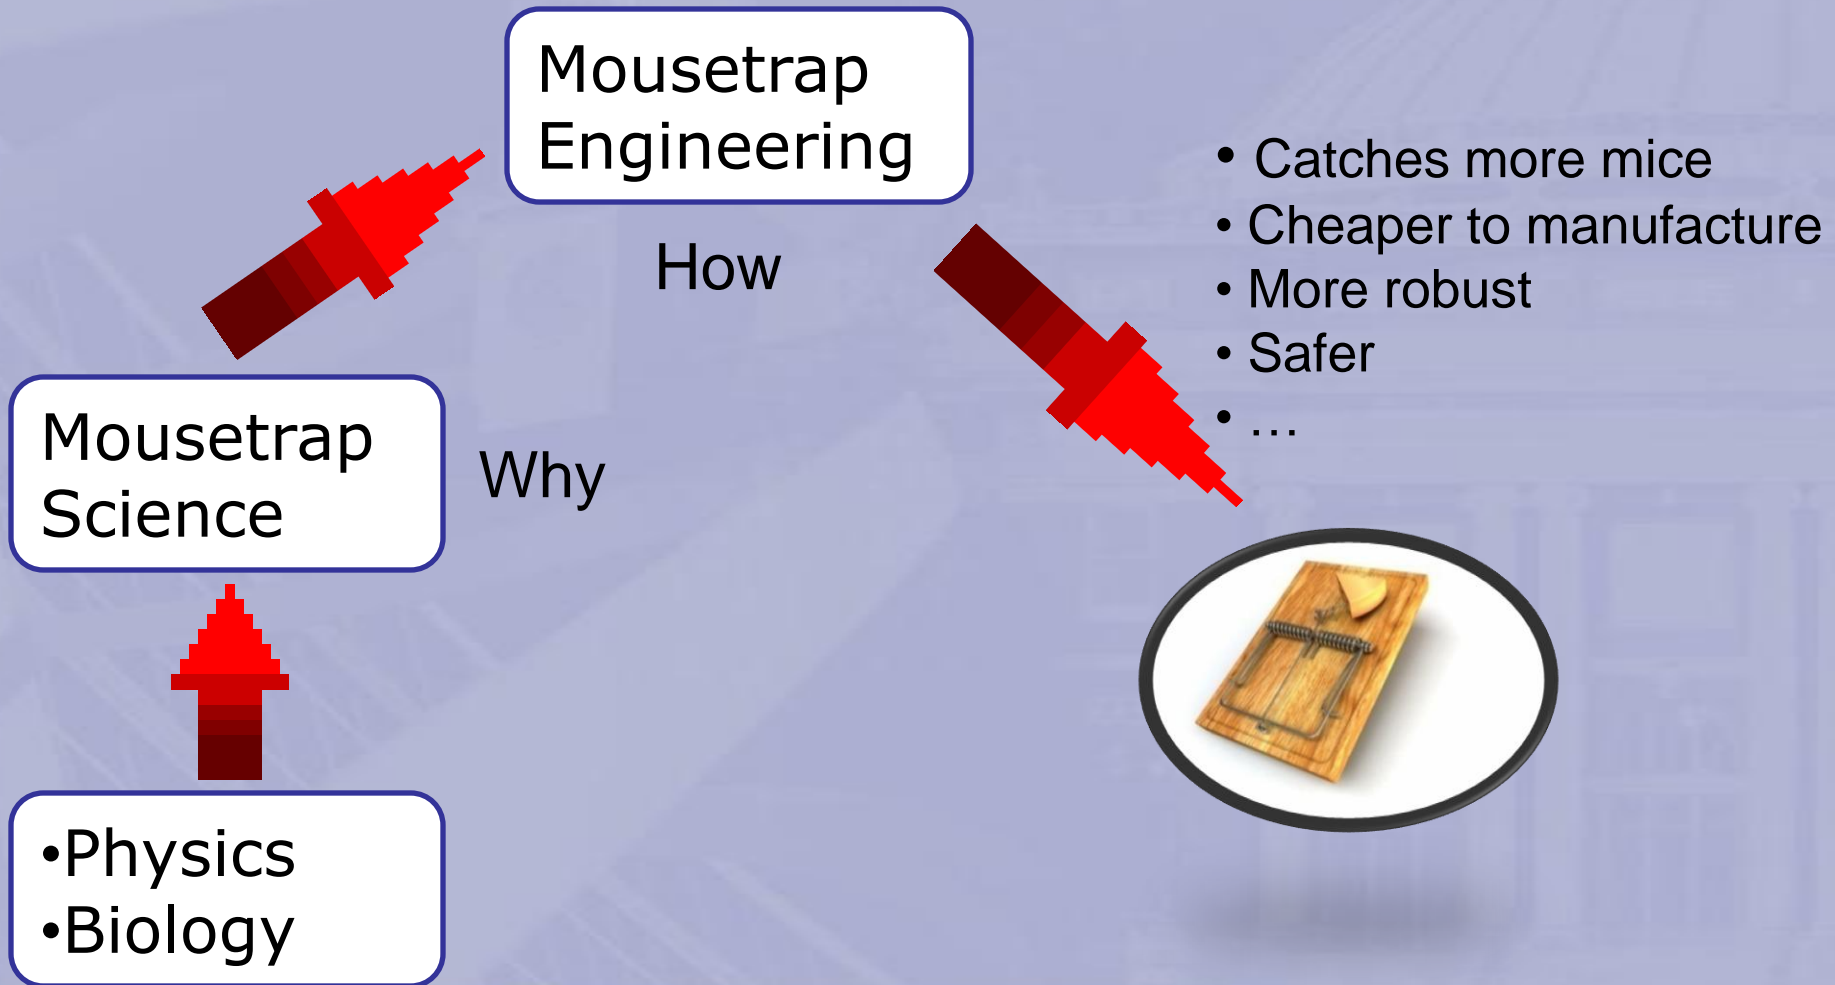 Mousetrap
Engineering
How
• Catches more mice
• Cheaper to manufacture
• More robust
• Safer
• …
Mousetrap
Science
Why
•Physics
•Biology